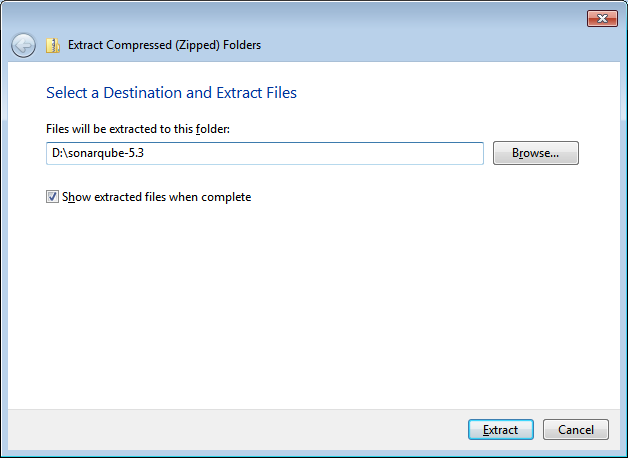 Extract Compressed (Zipped) Folders
Select a Destination and Extract Files
Files will be extracted to this folder:
D:\sonarqube-5.3
Browse...
Show extracted files when complete
Extract
Cancel